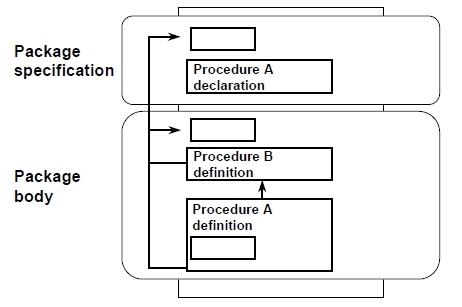 Package
specification
Procedure A
declaration
Package
body
Procedure B
definition
Procedure A
definition